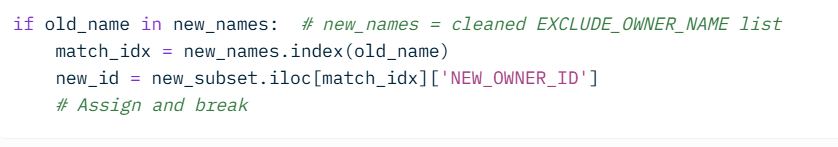 if old_name in new_names:  # new_names = cleaned EXCLUDE_OWNER_NAME list
    match_idx = new_names.index(old_name)
    new_id = new_subset.iloc[match_idx]['NEW_OWNER_ID']
    # Assign and break